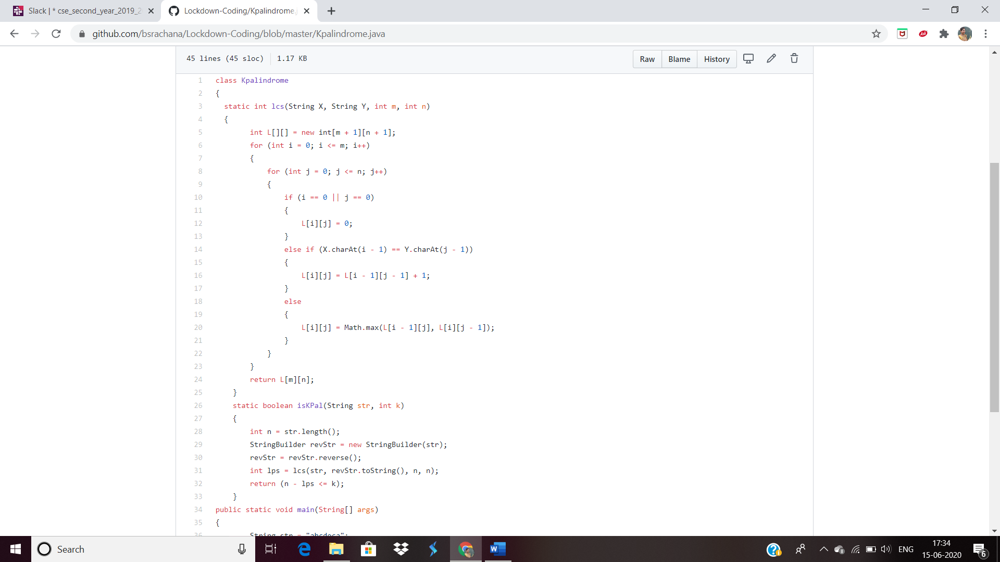 Slack | * cse_second_year_2019_2
Lockdown-Coding/Kpalindrome.j
github.com/bsrachana/Lockdown-Coding/blob/master/Kpalindrome.java
Ask
45 lines (45 sloc) 1.17 KB
Raw Blame History
1 class Kpalindrome
2 {
3 static int lcs(String X, String Y, int m, int n)
4 {
5 int L[][] = new int[m + 1][n + 1];
6 for (int i = 0; i <= m; i++)
7 {
8 for (int j = 0; j <= n; j++)
9 {
10 if (i == 0 || j == 0)
11 {
12 L[i][j] = 0;
13 }
14 else if (X.charAt(i - 1) == Y.charAt(j - 1))
15 {
16 L[i][j] = L[i - 1][j - 1] + 1;
17 }
18 else
19 {
20 L[i][j] = Math.max(L[i - 1][j], L[i][j - 1]);
21 }
22 }
23 }
24 return L[m][n];
25 }
26 static boolean isKPal(String str, int k)
27 {
28 int n = str.length();
29 StringBuilder revStr = new StringBuilder(str);
30 revStr = revStr.reverse();
31 int lps = lcs(str, revStr.toString(), n, n);
32 return (n - lps <= k);
33 }
34 public static void main(String[] args)
35 {
36 String str = "abcdeca";
Search
W
ENG
17:34
15-06-2020
6